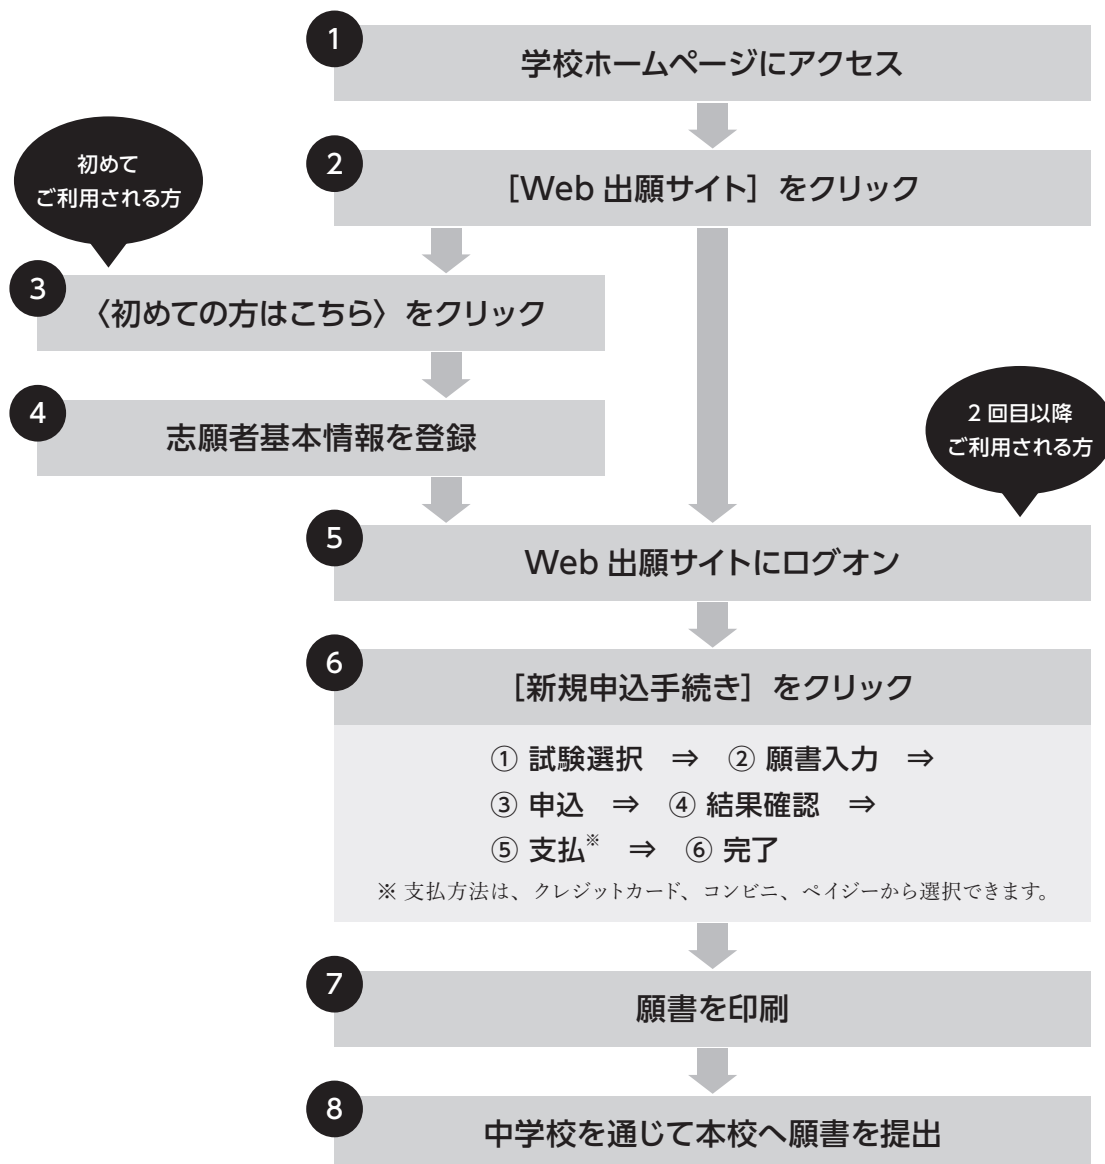 1
学校ホームページにアクセス
2
［Web 出願サイト］をクリック
初めて
ご利用される方
3
〈初めての方はこちら〉をクリック
4
志願者基本情報を登録
2 回目以降
ご利用される方
5
Web 出願サイトにログオン
6
［新規申込手続き］をクリック
① 試験選択　⇒　② 願書入力　⇒
③ 申込　⇒　④ 結果確認　⇒
⑤ 支払※　⇒　⑥ 完了
※ 支払方法は、クレジットカード、コンビニ、ペイジーから選択できます。
7
願書を印刷
8
中学校を通じて本校へ願書を提出